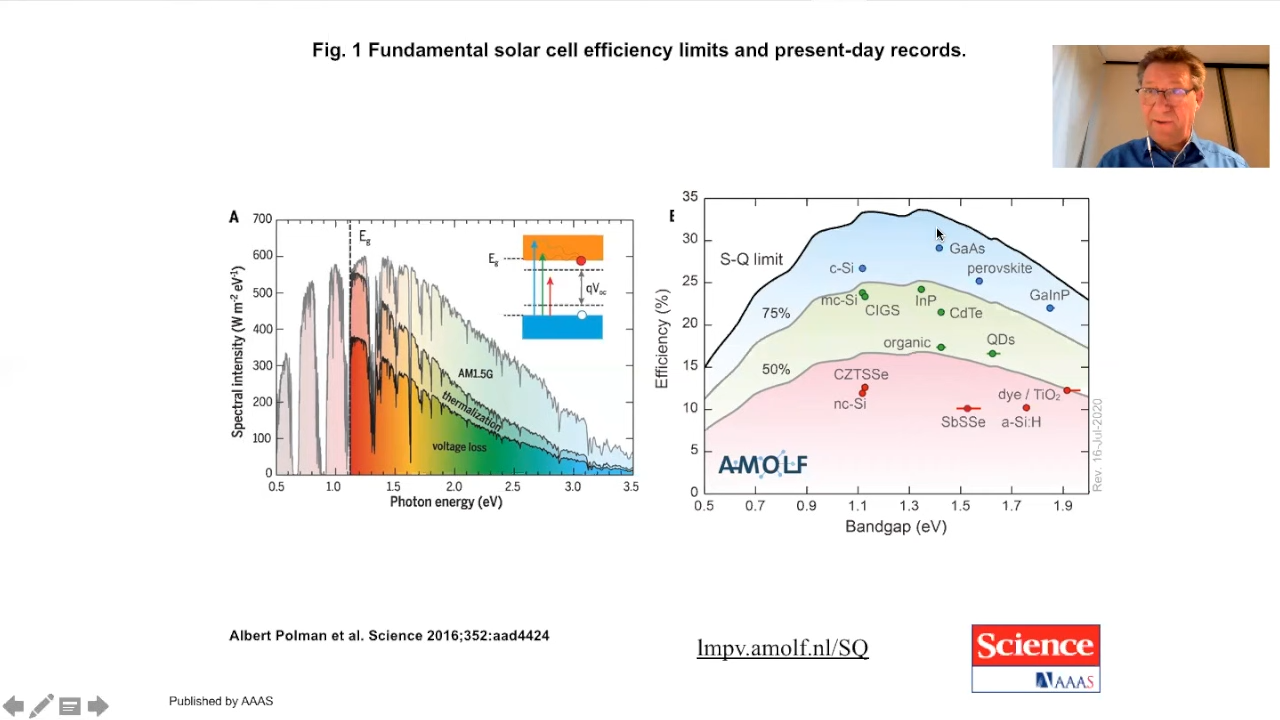 Fig. 1 Fundamental solar cell efficiency limits and present-day records.
A
700
600
500
400
300
200
100
0
0.5
1.0
1.5
2.0
2.5
3.0
3.5
Spectral intensity (W m-2 eV-1)
Photon energy (eV)
Eg
Eg
qVoc
AM1.5G
thermalization
voltage loss
35
30
25
20
15
10
5
0
0.5
0.7
0.9
1.1
1.3
1.5
1.7
1.9
Efficiency (%)
Bandgap (eV)
S-Q limit
75%
50%
GaAs
c-Si
perovskite
GaInP
mc-Si
CIGS
InP
CdTe
organic
QDs
CZTSSe
nc-Si
dye / TiO2
SbSSe
a-Si:H
AMOLF
Rev. 16-Jul-2020
Albert Polman et al. Science 2016;352:aad4424
lmpv.amolf.nl/SQ
Science
AAAS
Published by AAAS